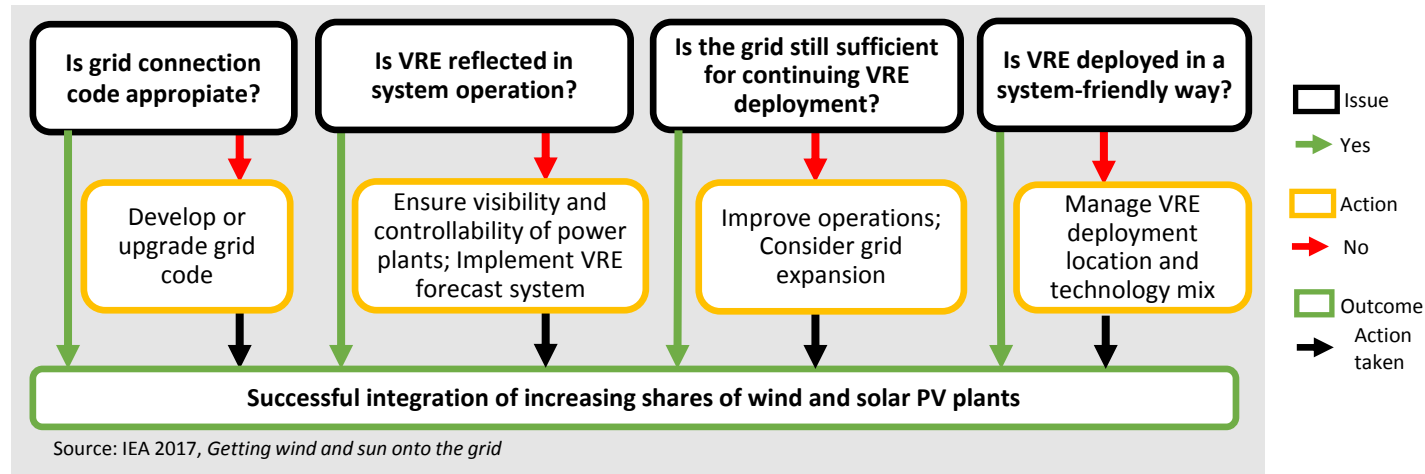 Is grid connection
code appropiate?
Is VRE reflected in
system operation?
Is the grid still sufficient
for continuing VRE
deployment?
Is VRE deployed in a
system-friendly way?
Develop or
upgrade grid
code
Ensure visibility and
controllability of power
plants; Implement VRE
forecast system
Improve operations;
Consider grid
expansion
Manage VRE
deployment
location and
technology mix
Successful integration of increasing shares of wind and solar PV plants
Source: IEA 2017, Getting wind and sun onto the grid
Issue
Yes
Action
No
Outcome
Action
taken